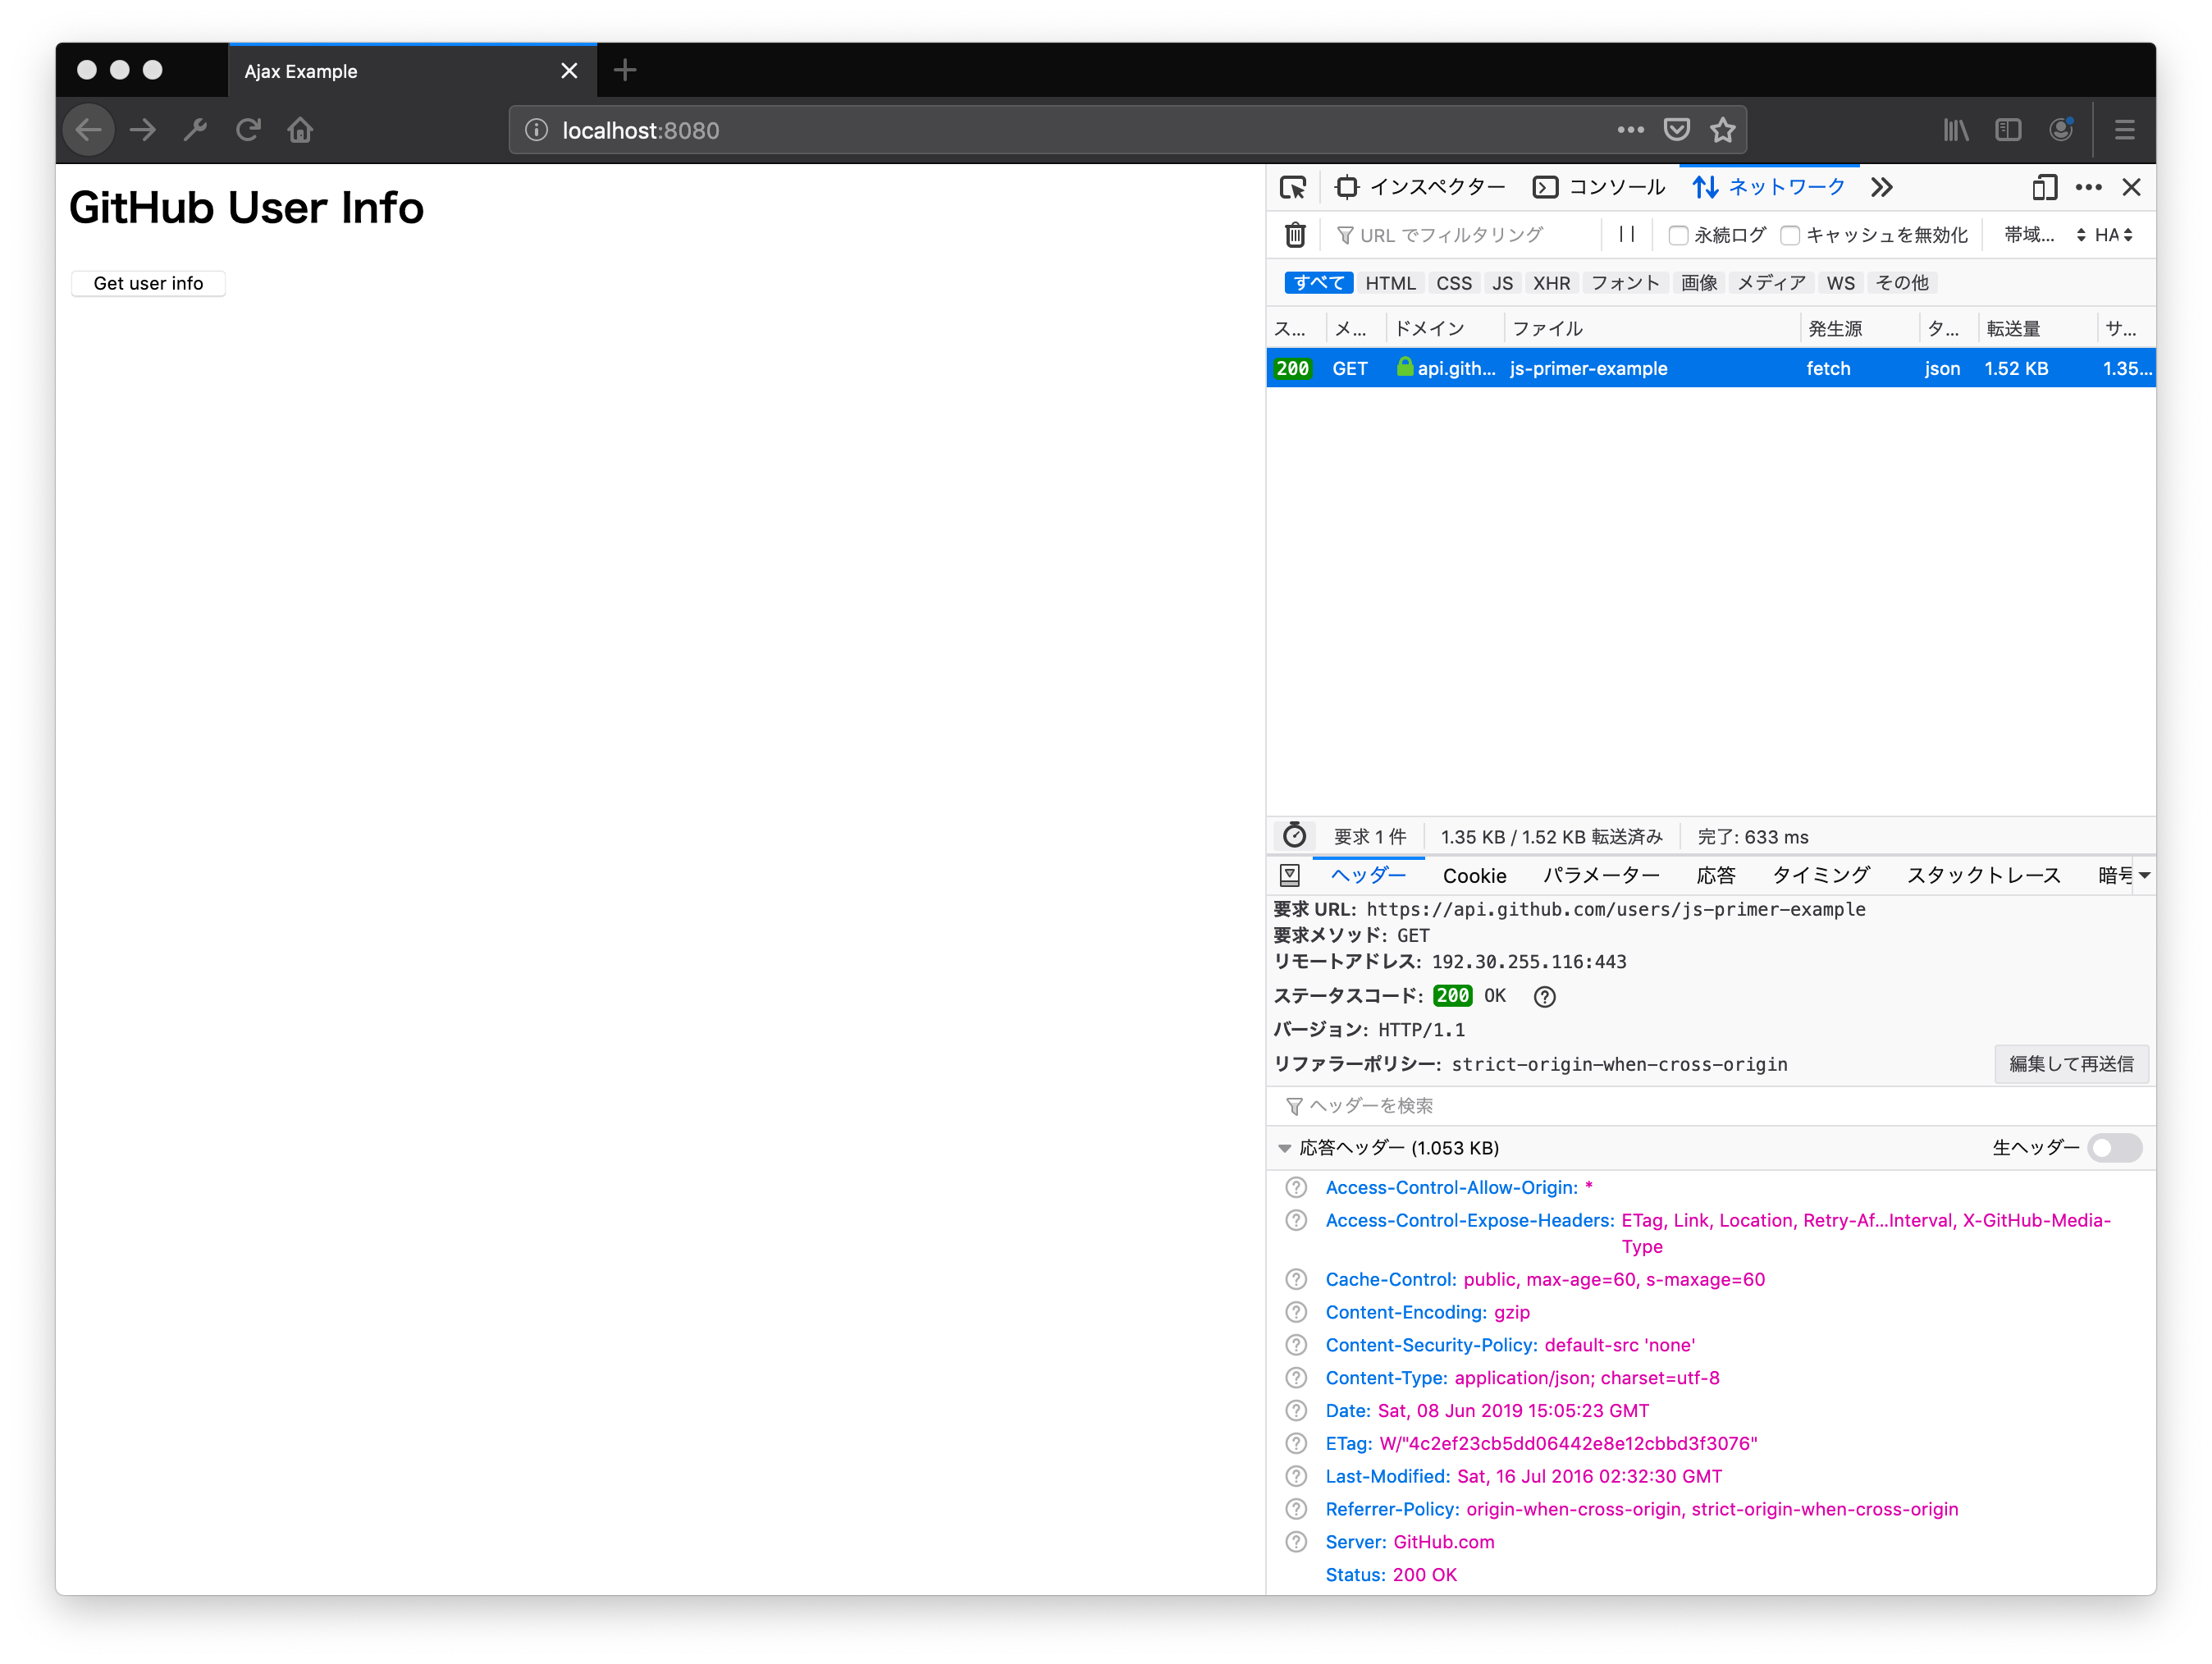 Ajax Example
localhost:8080
GitHub User Info
Get user info
インスペクター コンソール ネットワーク
URL でフィルタリング 永続ログ キャッシュを無効化 帯域... HA
すべて HTML CSS JS XHR フォント 画像 メディア WS その他
ス... メ... ドメイン ファイル 発生源 タ... 転送量 サ...
200 GET api.gith... js-primer-example fetch json 1.52 KB 1.35...
要求 1 件 1.35 KB / 1.52 KB 転送済み 完了: 633 ms
ヘッダー Cookie パラメーター 応答 タイミング スタックトレース 暗号
要求 URL: https://api.github.com/users/js-primer-example
要求メソッド: GET
リモートアドレス: 192.30.255.116:443
ステータスコード: 200 OK
バージョン: HTTP/1.1
リファラーポリシー: strict-origin-when-cross-origin 編集して再送信
ヘッダーを検索
応答ヘッダー (1.053 KB) 生ヘッダー
Access-Control-Allow-Origin: *
Access-Control-Expose-Headers: ETag, Link, Location, Retry-Af...Interval, X-GitHub-Media-
Type
Cache-Control: public, max-age=60, s-maxage=60
Content-Encoding: gzip
Content-Security-Policy: default-src 'none'
Content-Type: application/json; charset=utf-8
Date: Sat, 08 Jun 2019 15:05:23 GMT
ETag: W/"4c2ef23cb5dd06442e8e12cbbd3f3076"
Last-Modified: Sat, 16 Jul 2016 02:32:30 GMT
Referrer-Policy: origin-when-cross-origin, strict-origin-when-cross-origin
Server: GitHub.com
Status: 200 OK